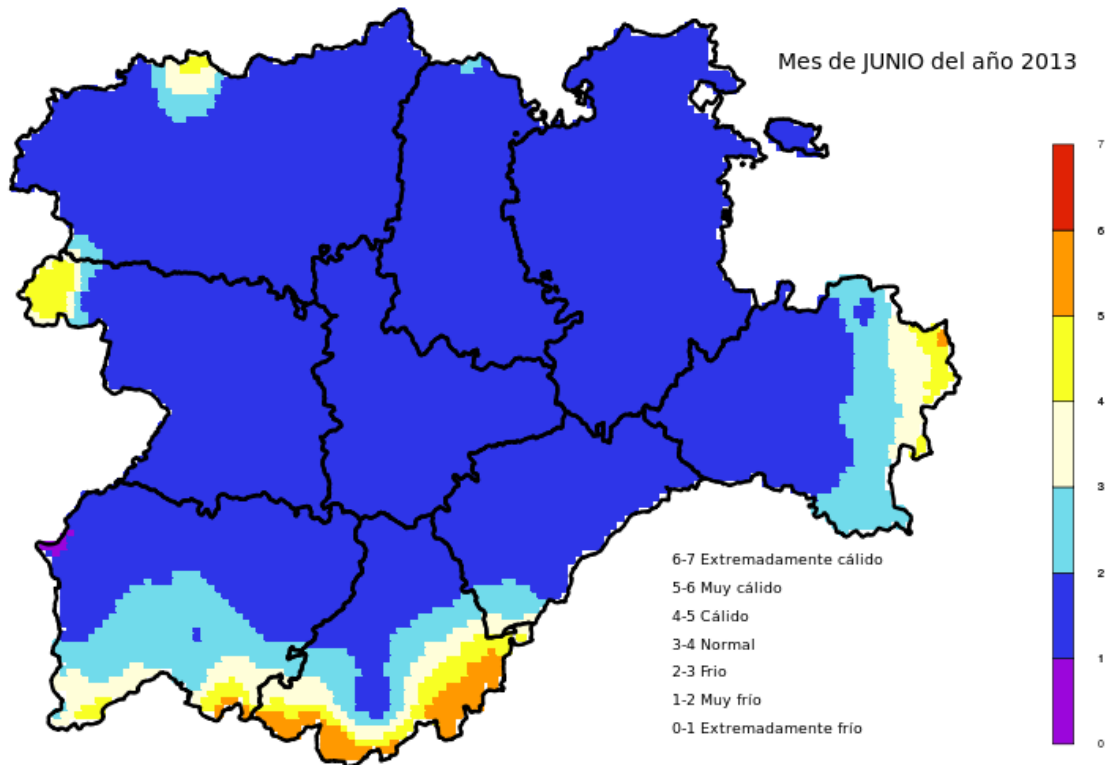 Mes de JUNIO del año 2013
7
6
5
4
3
2
1
0
6-7 Extremadamente cálido
5-6 Muy cálido
4-5 Cálido
3-4 Normal
2-3 Frio
1-2 Muy frío
0-1 Extremadamente frío